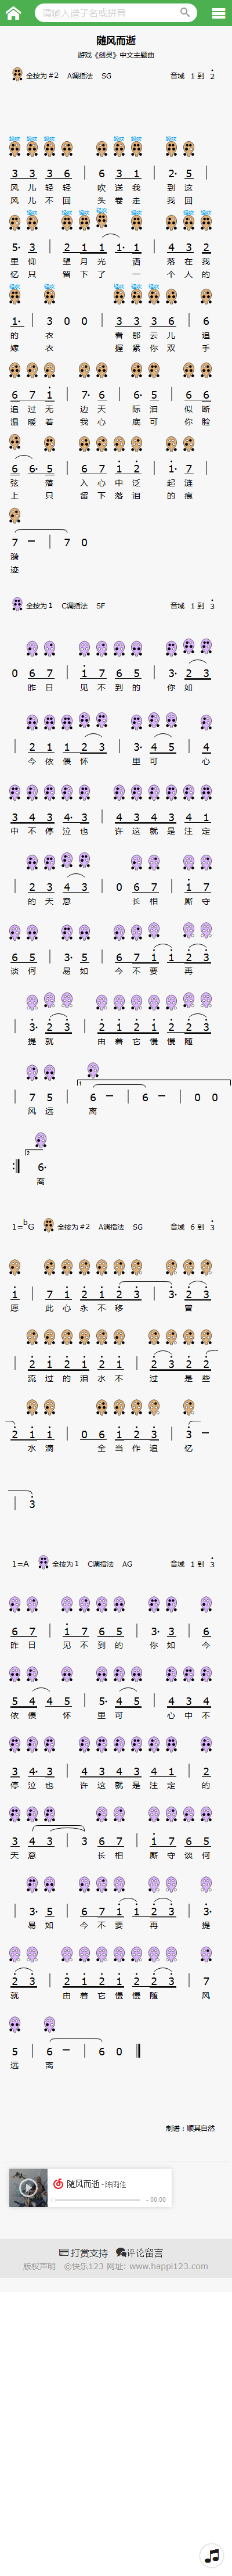 请输入谱子名或拼音
随风而逝
游戏《剑灵》中文主题曲
全按为 #2 A调指法 SG 音域 1 到 2
轻吹 轻吹 轻吹 轻吹 轻吹 轻吹 轻吹
3 3 3 6 | 6 3 1 | 2· 5 |
风 儿 轻 轻 吹 送 我 到 这
风 儿 不 回 头 卷 走 我 回
5· 3 | 2 1 1 1· 1 | 4 3 2
里 仰 望 月 光 洒 落 在 我
忆 只 留 下 了 一 个 人 的
1· | 3 0 0 | 3 3 3 6 | 6
的 衣 看 那 云 儿 追
嫁 衣 握 紧 你 双 手
6 7 1 | 7· 6 | 6· 5 | 6 6
追 过 无 边 天 际 泪 似 断
温 暖 着 我 心 底 可 你 脸
6 6· 5 | 6 7 1 2 | 1· 7 |
弦 落 入 心 中 泛 起 涟
上 只 留 下 落 泪 的 痕
7 – | 7 0
漪
迹
全按为 1 C调指法 SF 音域 1 到 3
0 6 7 | 1 7 6 5 | 3· 2 3
昨 日 见 不 到 的 你 如
| 2 1 1 2 3 | 3· 4 5 | 4
今 依 偎 怀 里 可 心
3 4 3 4· 3 | 4 3 4 3 4 1
中 不 停 泣 也 许 这 就 是 注 定
| 2 3 4 3 | 0 6 7 | 1 7
的 天 意 长 相 厮 守
6 5 | 3· 5 | 6 7 1 1 2 3
谈 何 易 如 今 不 要 再
| 3· 2 3 | 2 1 2 1 2 2 3
提 就 由 着 它 慢 慢 随
| 7 5 | 6 – | 6 – | 0 0
风 远 离
6·
离
1=bG 全按为 #2 A调指法 SG 音域 6 到 3
1 | 7 1 2 1 2 3 | 3· 2 3
愿 此 心 永 不 移 曾
| 2 1 2 1 2 1 | 2 3 2 2
流 过 的 泪 水 不 过 是 些
2 1 1 | 0 6 1 2 3 | 3 –
水 滴 全 当 作 追 忆
| 3
1=A 全按为 1 C调指法 AG 音域 1 到 3
6 7 | 1 7 6 5 | 3· 3 | 6
昨 日 见 不 到 的 你 如 今
5 4 4 5 | 5· 4 5 | 4 3 4
依 偎 怀 里 可 心 中 不
3 4· 3 | 4 3 4 3 4 1 | 2
停 泣 也 许 这 就 是 注 定 的
3 4 3 | 3 6 7 | 1 7 6 5
天 意 长 相 厮 守 谈 何
| 3· 5 | 6 7 1 1 2 3 | 3·
易 如 今 不 要 再 提
2 3 | 2 1 2 1 2 2 3 | 7
就 由 着 它 慢 慢 随 风
5 | 6 – | 6 0
远 离
制谱：顺其自然
随风而逝 - 陈雨佳
- 00:00
打赏支持 评论留言
版权声明 ©快乐123 网址：www.happi123.com